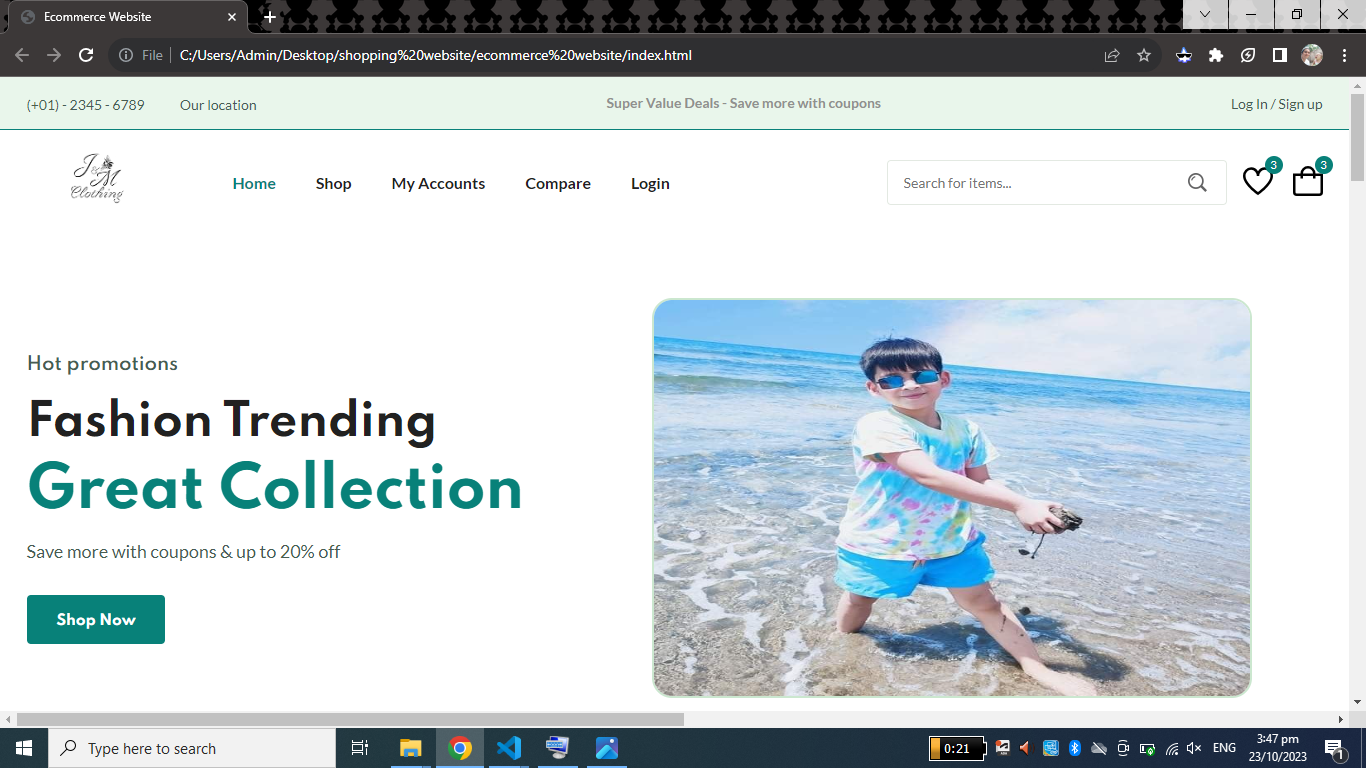 Ecommerce Website
File
C:/Users/Admin/Desktop/shopping%20website/ecommerce%20website/index.html
(+01) - 2345 - 6789
Our location
Super Value Deals - Save more with coupons
Log In / Sign up
J&M
Clothing
Home
Shop
My Accounts
Compare
Login
Search for items...
3
3
Hot promotions
Fashion Trending
Great Collection
Save more with coupons & up to 20% off
Shop Now
Type here to search
0:21
ENG
3:47 pm
23/10/2023
1